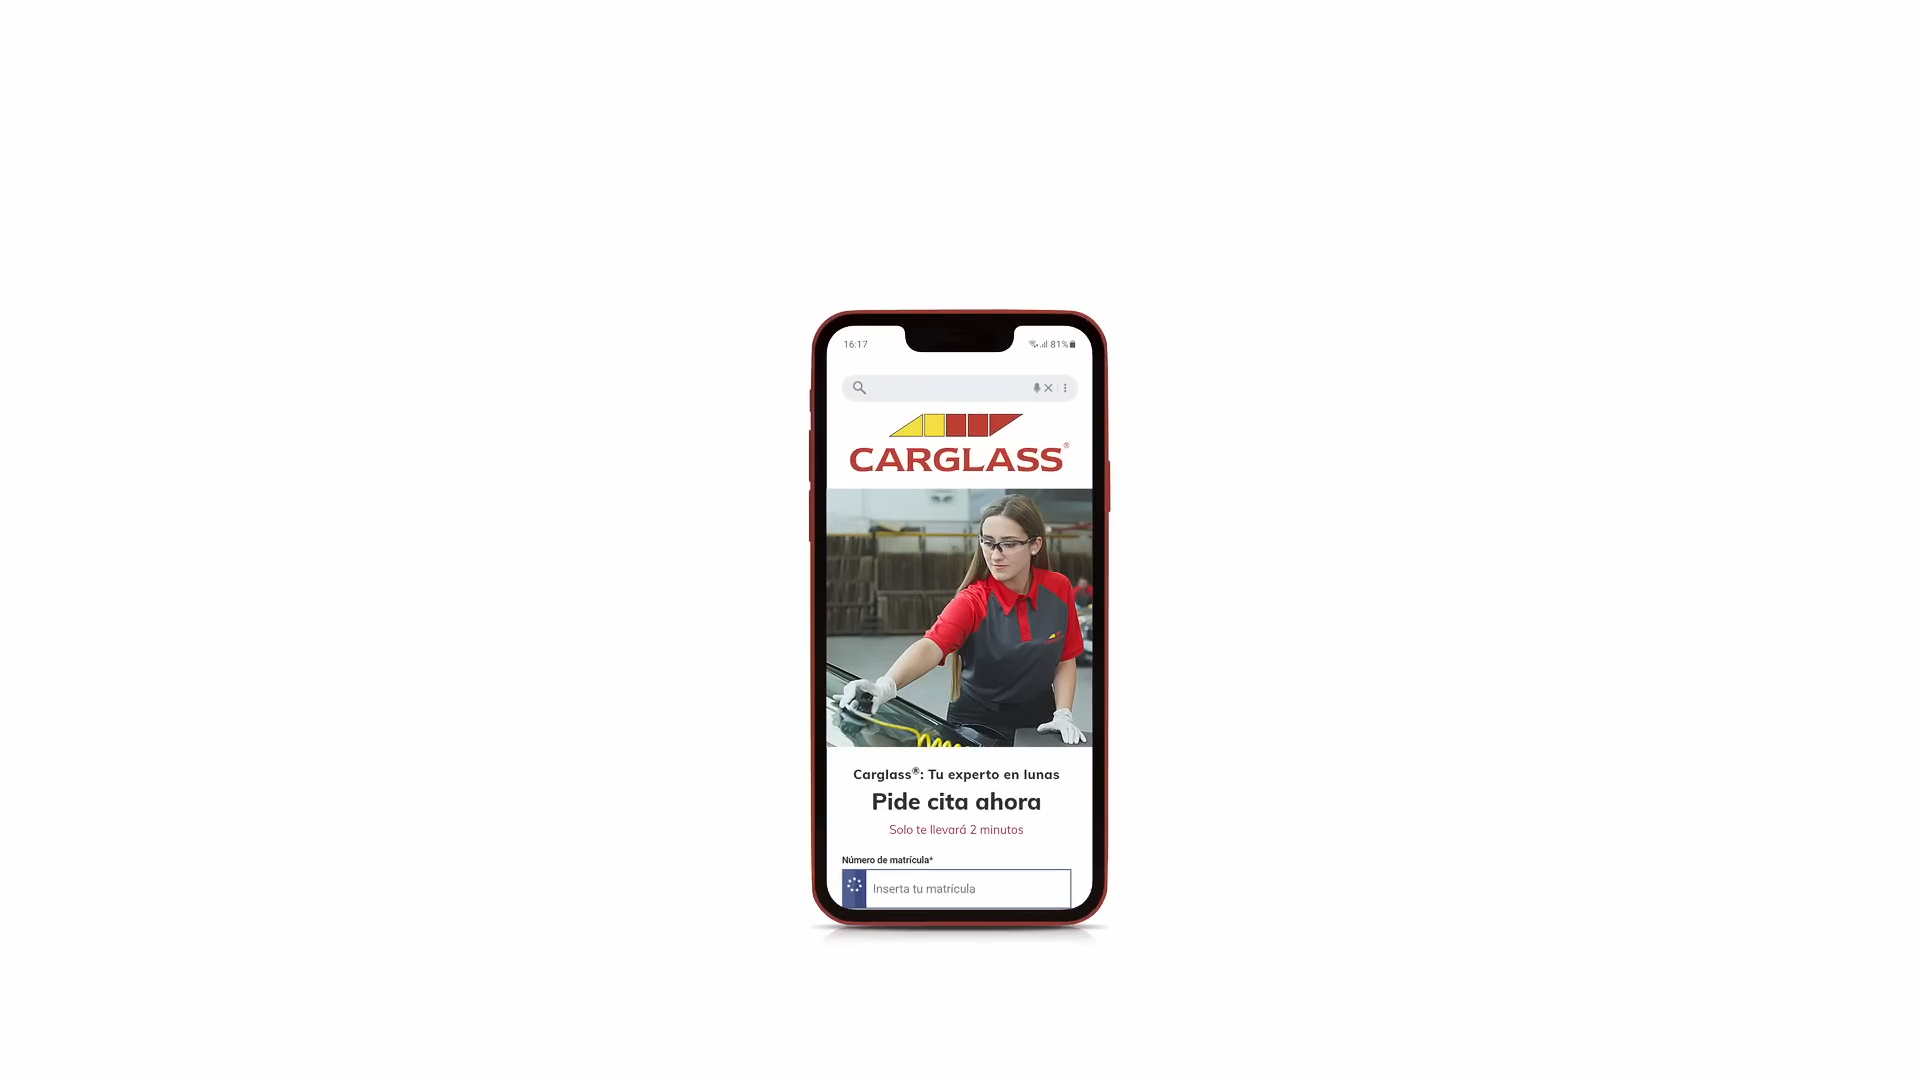 16:17
81%
CARGLASS®
Carglass®: Tu experto en lunas
Pide cita ahora
Solo te llevará 2 minutos
Número de matrícula*
Inserta tu matrícula